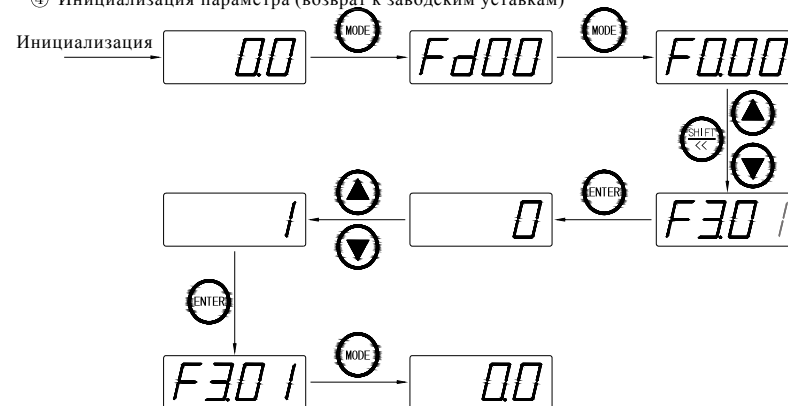 ④ Инициализация параметра (возврат к заводским уставкам)
Инициализация 0.0 MODE Fd00 MODE F0.00
SHIFT
<<
1 0 ENTER F3.01
ENTER
F3.01 MODE 0.0